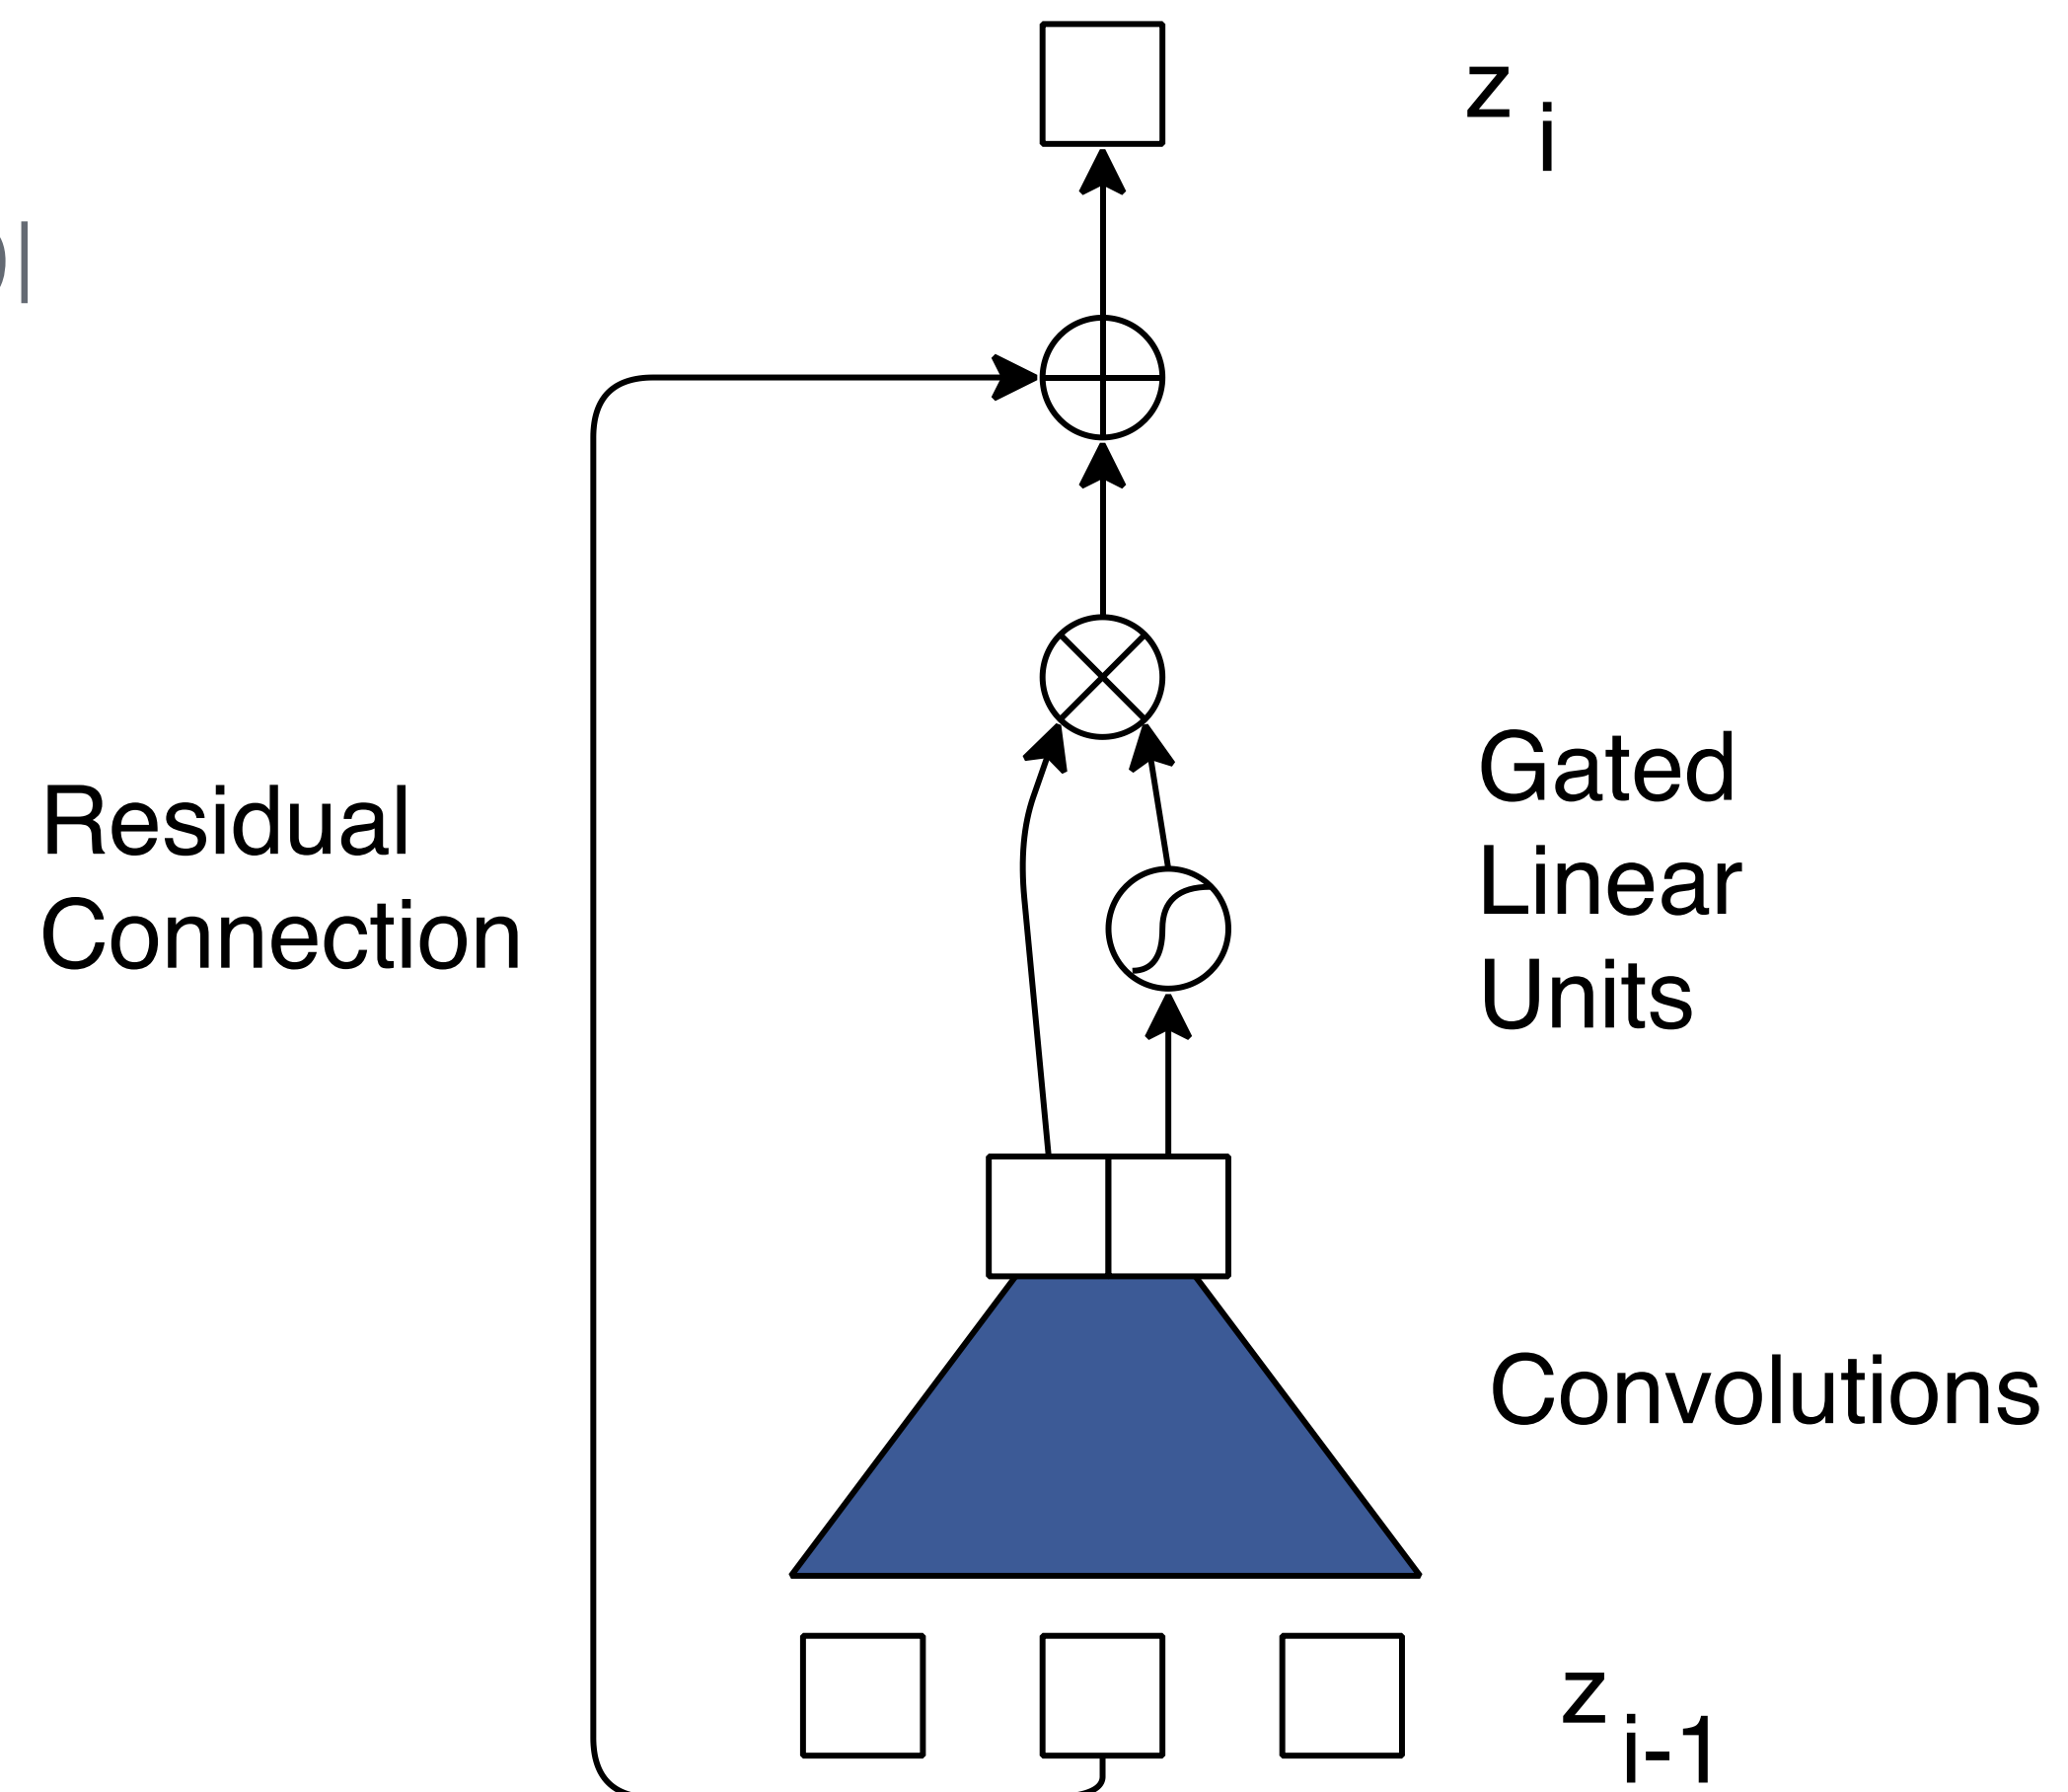 z i
Residual
Connection
Gated
Linear
Units
Convolutions
z i-1